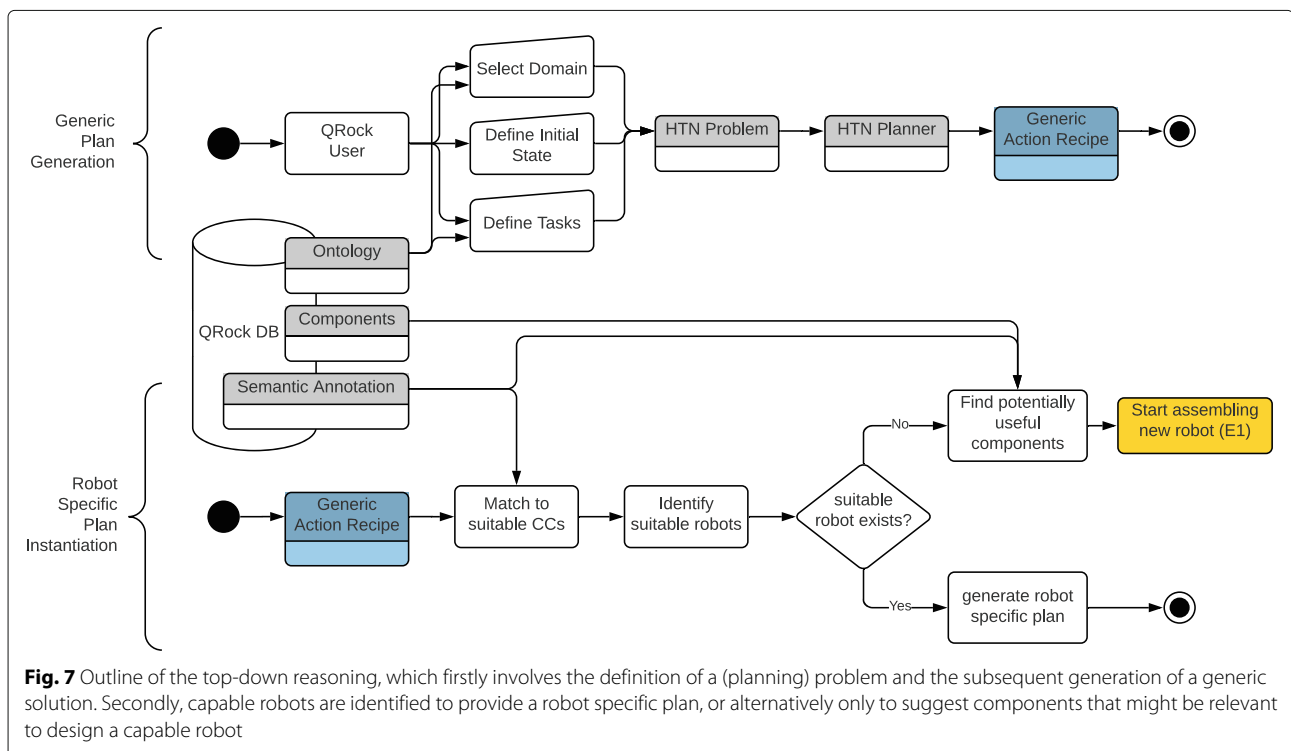 Generic
Plan
Generation
QRock
User
Select Domain
Define Initial
State
Define Tasks
HTN Problem
HTN Planner
Generic
Action Recipe
Ontology
Components
QRock DB
Semantic Annotation
Robot
Specific
Plan
Instantiation
Generic
Action Recipe
Match to
suitable CCs
Identify
suitable robots
suitable
robot exists?
No
Find potentially
useful
components
Start assembling
new robot (E1)
Yes
generate robot
specific plan
Fig. 7 Outline of the top-down reasoning, which firstly involves the definition of a (planning) problem and the subsequent generation of a generic
solution. Secondly, capable robots are identified to provide a robot specific plan, or alternatively only to suggest components that might be relevant
to design a capable robot